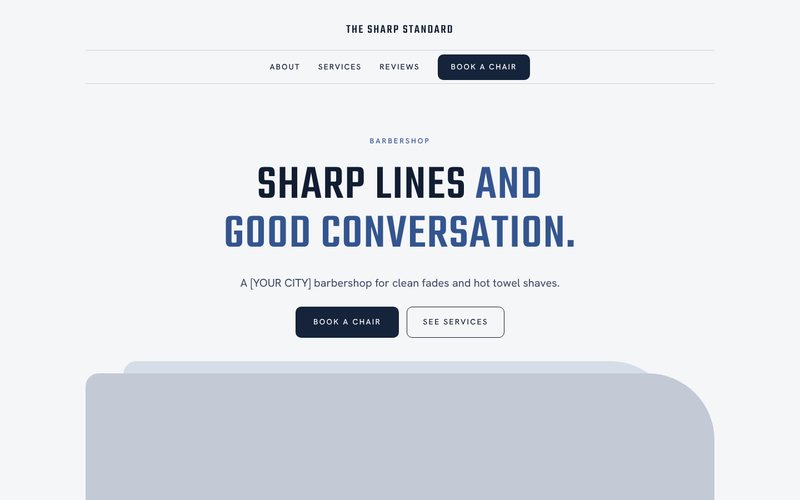 THE SHARP STANDARD
ABOUT SERVICES REVIEWS BOOK A CHAIR
BARBERSHOP
SHARP LINES AND
GOOD CONVERSATION.
A [YOUR CITY] barbershop for clean fades and hot towel shaves.
BOOK A CHAIR SEE SERVICES